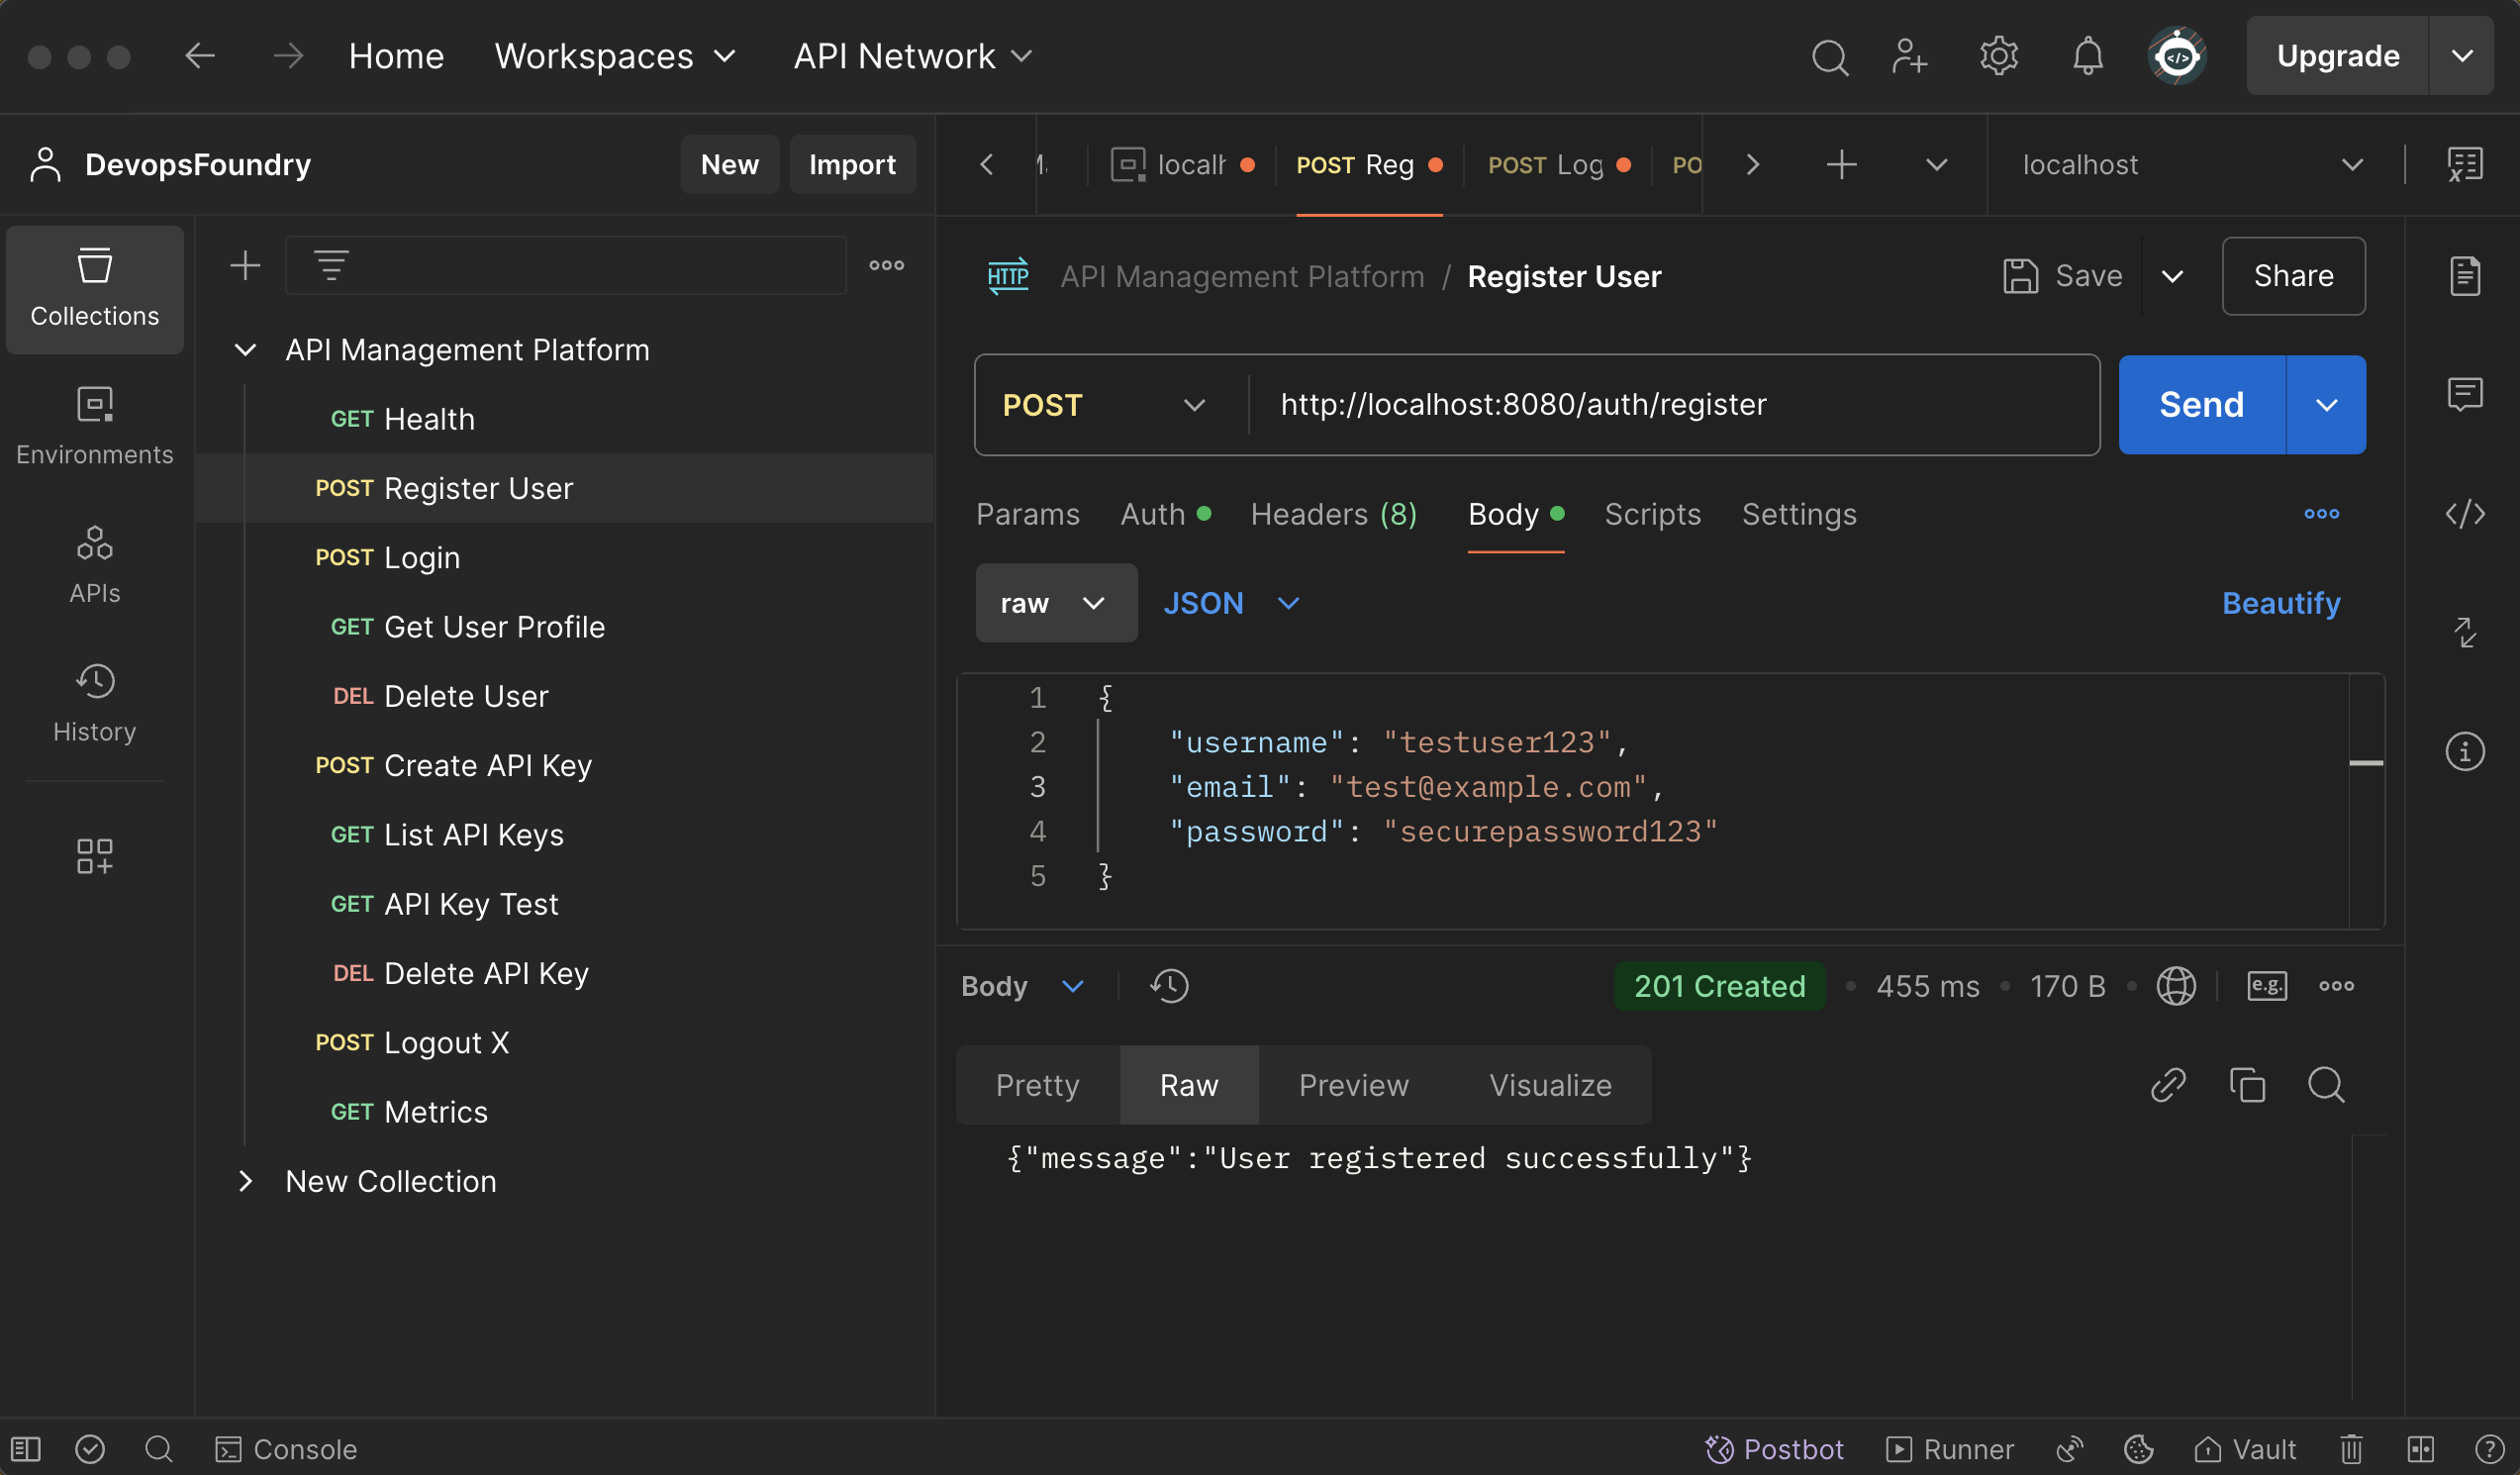 Home Workspaces API Network Upgrade
DevopsFoundry New Import
localh POST Reg POST Log PO localhost
Collections
Environments
APIs
History
API Management Platform
GET Health
POST Register User
POST Login
GET Get User Profile
DEL Delete User
POST Create API Key
GET List API Keys
GET API Key Test
DEL Delete API Key
POST Logout X
GET Metrics
New Collection
HTTP API Management Platform / Register User Save Share
POST http://localhost:8080/auth/register Send
Params Auth Headers (8) Body Scripts Settings
raw JSON Beautify
1 {
2 "username": "testuser123",
3 "email": "test@example.com",
4 "password": "securepassword123"
5 }
Body 201 Created • 455 ms • 170 B • e.g.
Pretty Raw Preview Visualize
{"message":"User registered successfully"}
Console Postbot Runner Vault